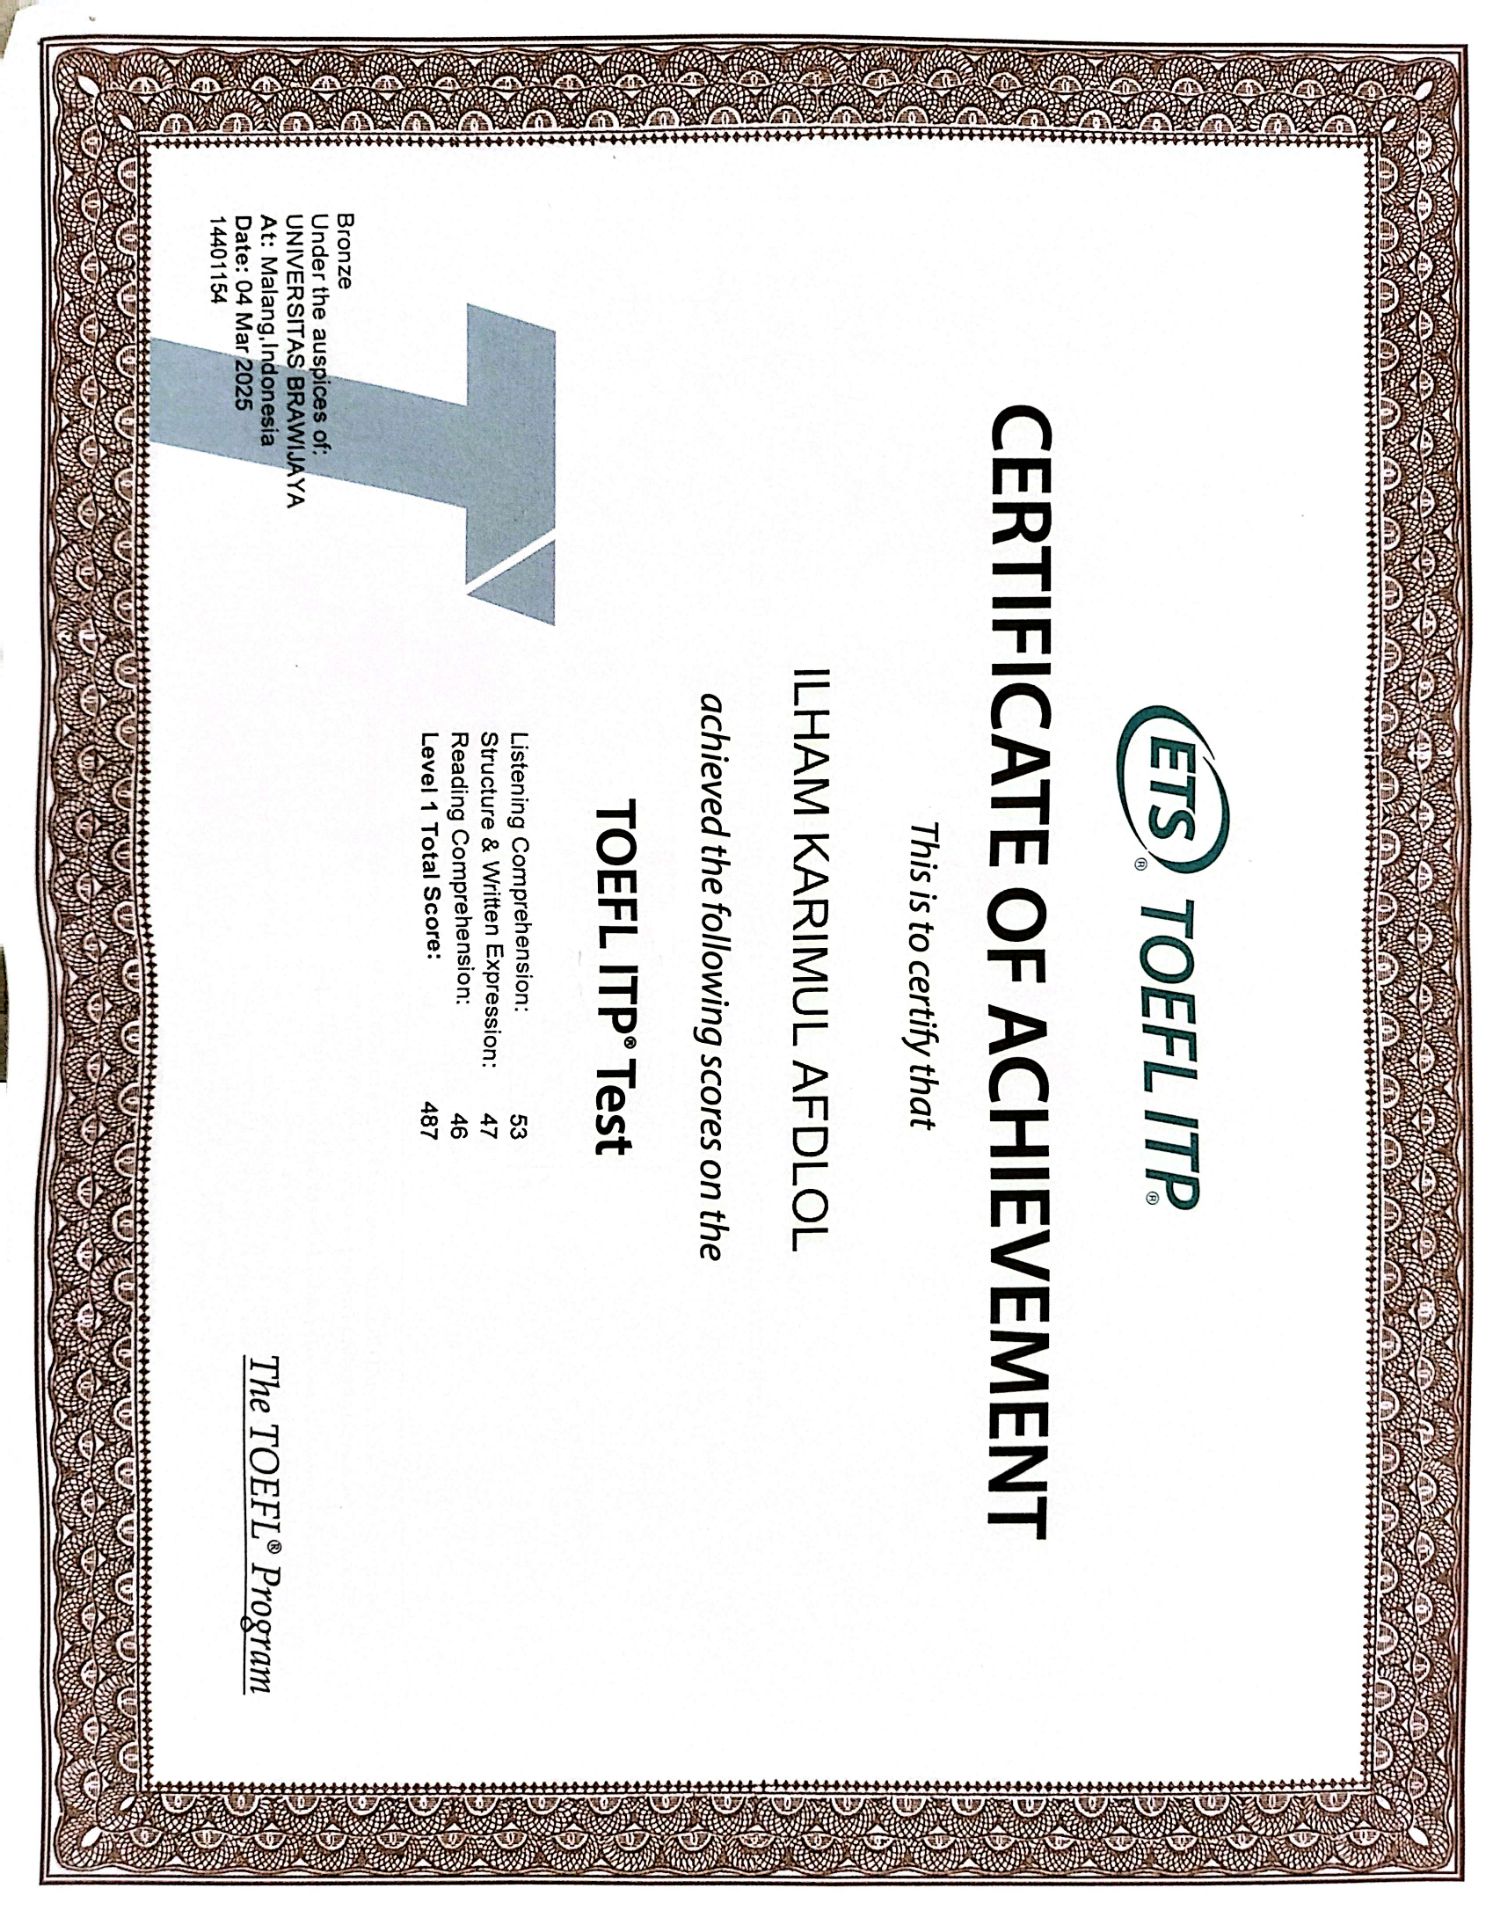 ETS® TOEFL ITP®
CERTIFICATE OF ACHIEVEMENT
This is to certify that
ILHAM KARIMUL AFDLOL
achieved the following scores on the
TOEFL ITP® Test
Listening Comprehension: 53
Structure & Written Expression: 47
Reading Comprehension: 46
Level 1 Total Score: 487
Bronze
Under the auspices of:
UNIVERSITAS BRAWIJAYA
At: Malang,Indonesia
Date: 04 Mar 2025
14401154
The TOEFL® Program